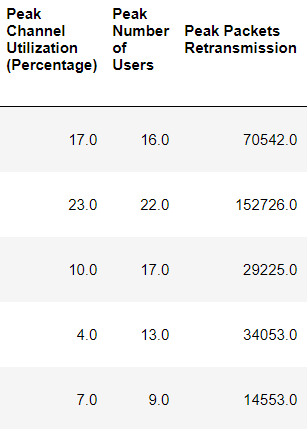 Peak Channel Utilization (Percentage) Peak Number of Users Peak Packets Retransmission
17.0 16.0 70542.0
23.0 22.0 152726.0
10.0 17.0 29225.0
4.0 13.0 34053.0
7.0 9.0 14553.0